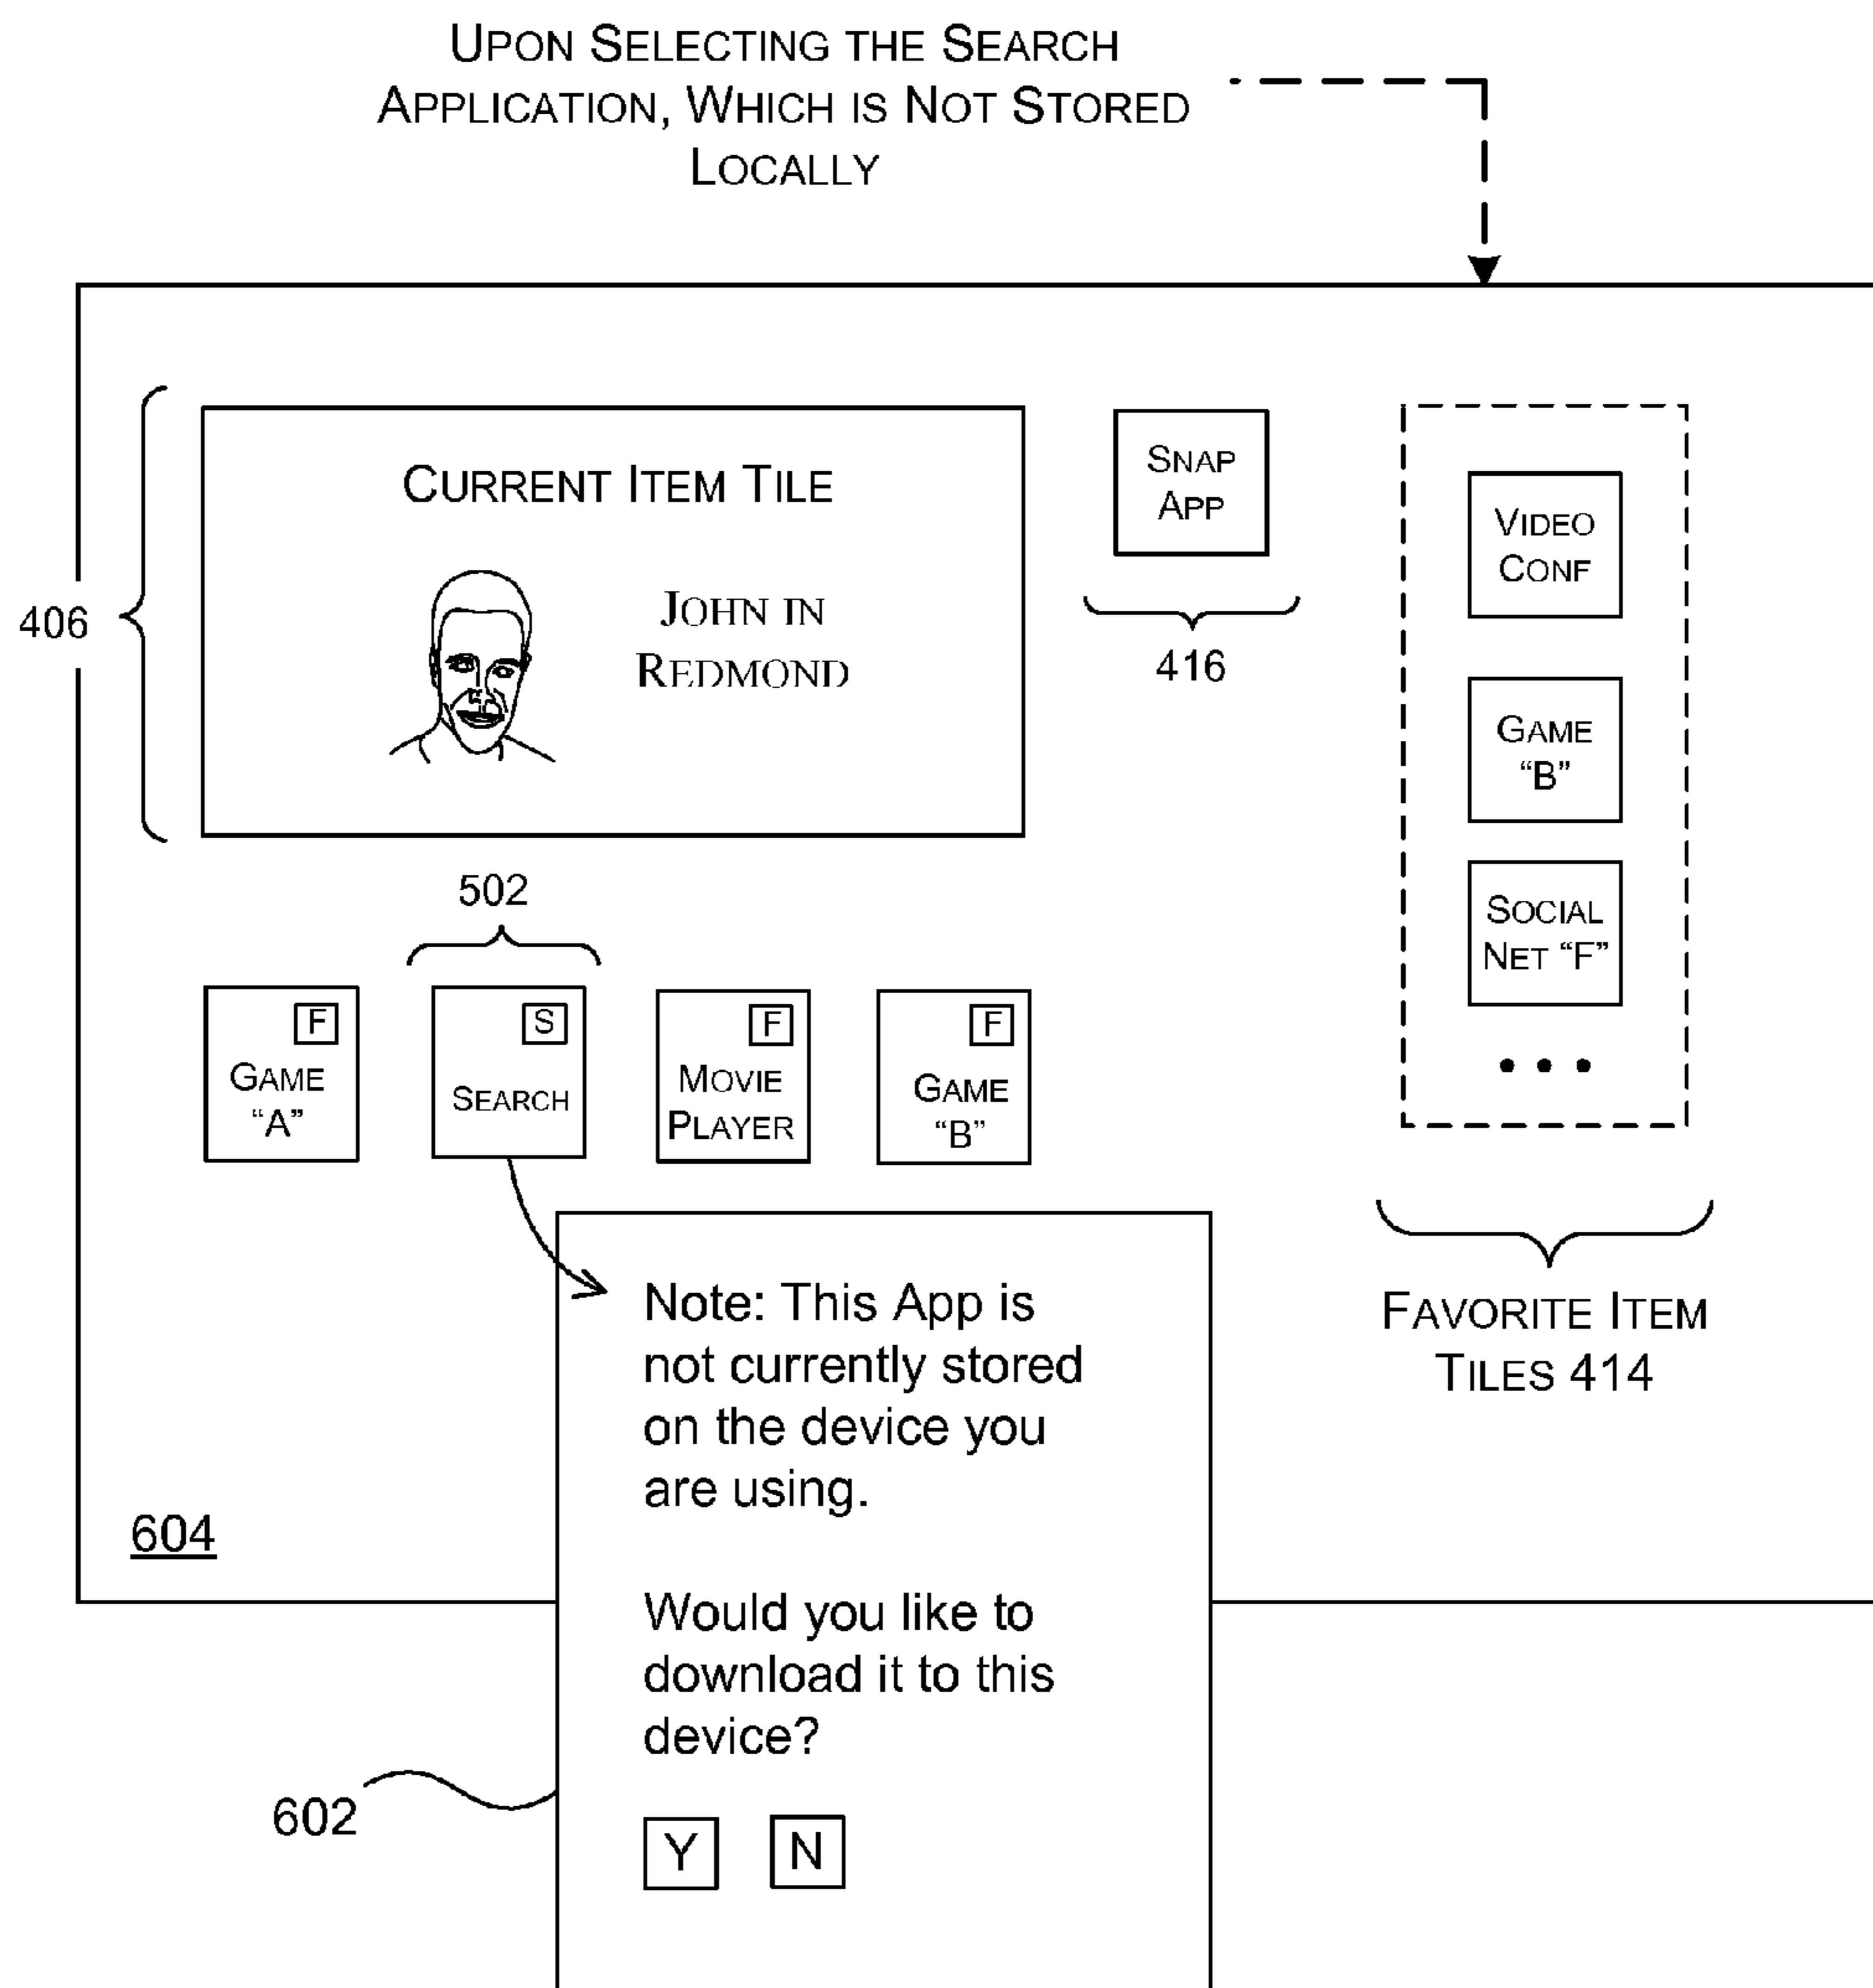 UPON SELECTING THE SEARCH
APPLICATION, WHICH IS NOT STORED
LOCALLY
406
CURRENT ITEM TILE
JOHN IN
REDMOND
SNAP
APP
416
VIDEO
CONF
GAME
“B”
SOCIAL
NET “F”
• • •
FAVORITE ITEM
TILES 414
502
F
GAME
“A”
S
SEARCH
F
MOVIE
PLAYER
F
GAME
“B”
Note: This App is
not currently stored
on the device you
are using.
Would you like to
download it to this
device?
Y N
604
602